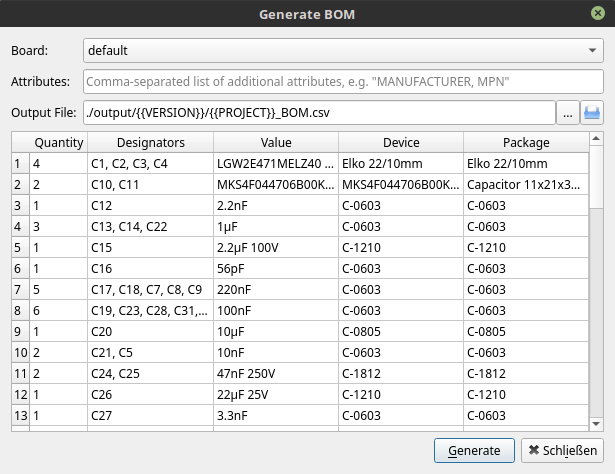 Generate BOM
Board: default
Attributes: Comma-separated list of additional attributes, e.g. "MANUFACTURER, MPN"
Output File: ./output/{{VERSION}}/{{PROJECT}}_BOM.csv ...
Quantity Designators Value Device Package
1 4 C1, C2, C3, C4 LGW2E471MELZ40 ... Elko 22/10mm Elko 22/10mm
2 2 C10, C11 MKS4F044706B00K... MKS4F044706B00K... Capacitor 11x21x3...
3 1 C12 2.2nF C-0603 C-0603
4 3 C13, C14, C22 1µF C-0603 C-0603
5 1 C15 2.2µF 100V C-1210 C-1210
6 1 C16 56pF C-0603 C-0603
7 5 C17, C18, C7, C8, C9 220nF C-0603 C-0603
8 6 C19, C23, C28, C31,... 100nF C-0603 C-0603
9 1 C20 10µF C-0805 C-0805
10 2 C21, C5 10nF C-0603 C-0603
11 2 C24, C25 47nF 250V C-1812 C-1812
12 1 C26 22µF 25V C-1210 C-1210
13 1 C27 3.3nF C-0603 C-0603
Generate Schließen